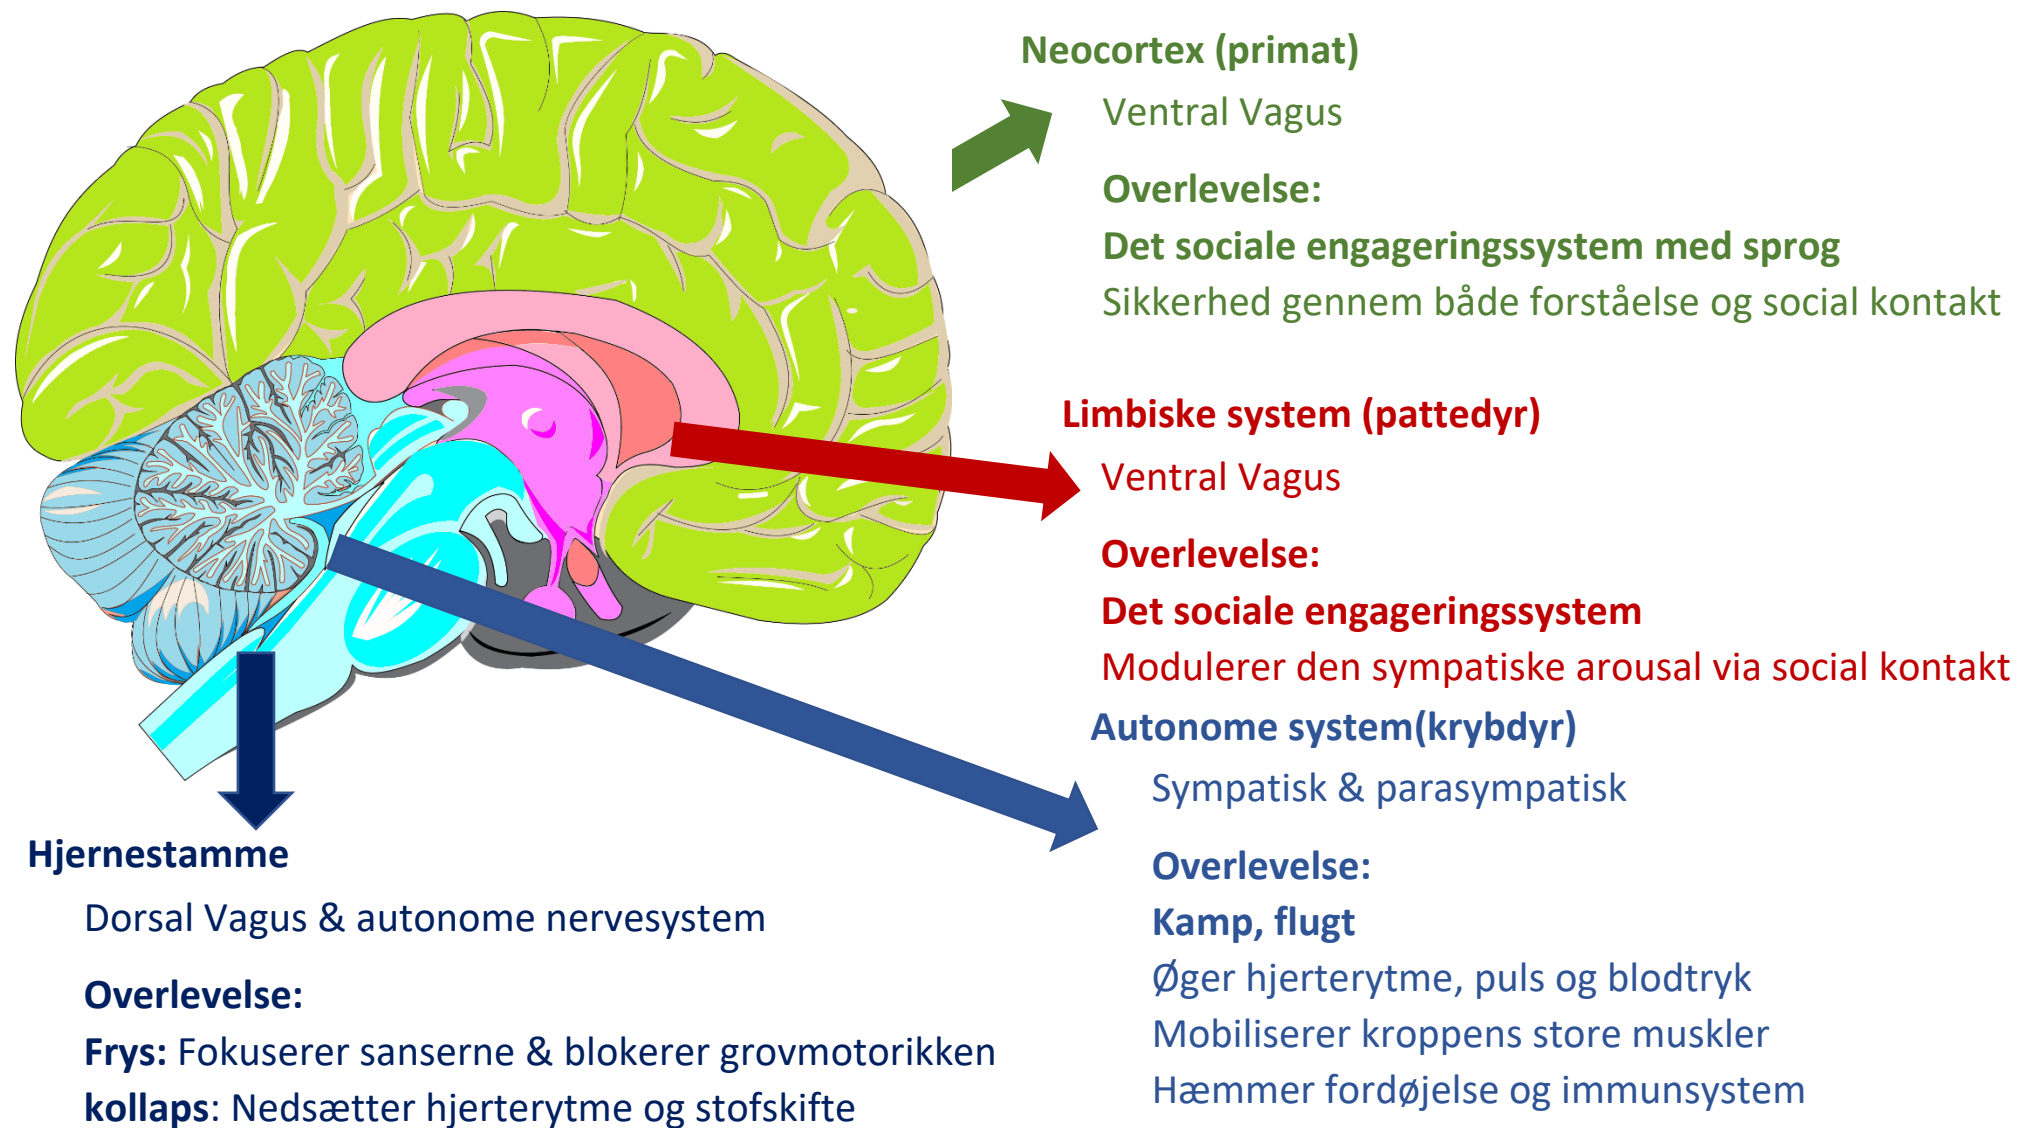 Neocortex (primat)
Ventral Vagus
Overlevelse:
Det sociale engageringssystem med sprog
Sikkerhed gennem både forståelse og social kontakt
Limbiske system (pattedyr)
Ventral Vagus
Overlevelse:
Det sociale engageringssystem
Modulerer den sympatiske arousal via social kontakt
Autonome system(krybdyr)
Sympatisk & parasympatisk
Overlevelse:
Kamp, flugt
Øger hjerterytme, puls og blodtryk
Mobiliserer kroppens store muskler
Hæmmer fordøjelse og immunsystem
Hjernestamme
Dorsal Vagus & autonome nervesystem
Overlevelse:
Frys: Fokuserer sanserne & blokerer grovmotorikken
kollaps: Nedsætter hjerterytme og stofskifte